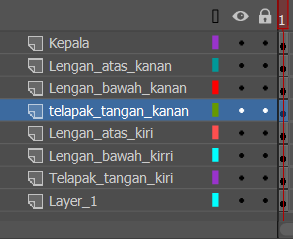 1
Kepala
Lengan_atas_kanan
Lengan_bawah_kanan
telapak_tangan_kanan
Lengan_atas_kiri
Lengan_bawah_kirri
Telapak_tangan_kiri
Layer_1